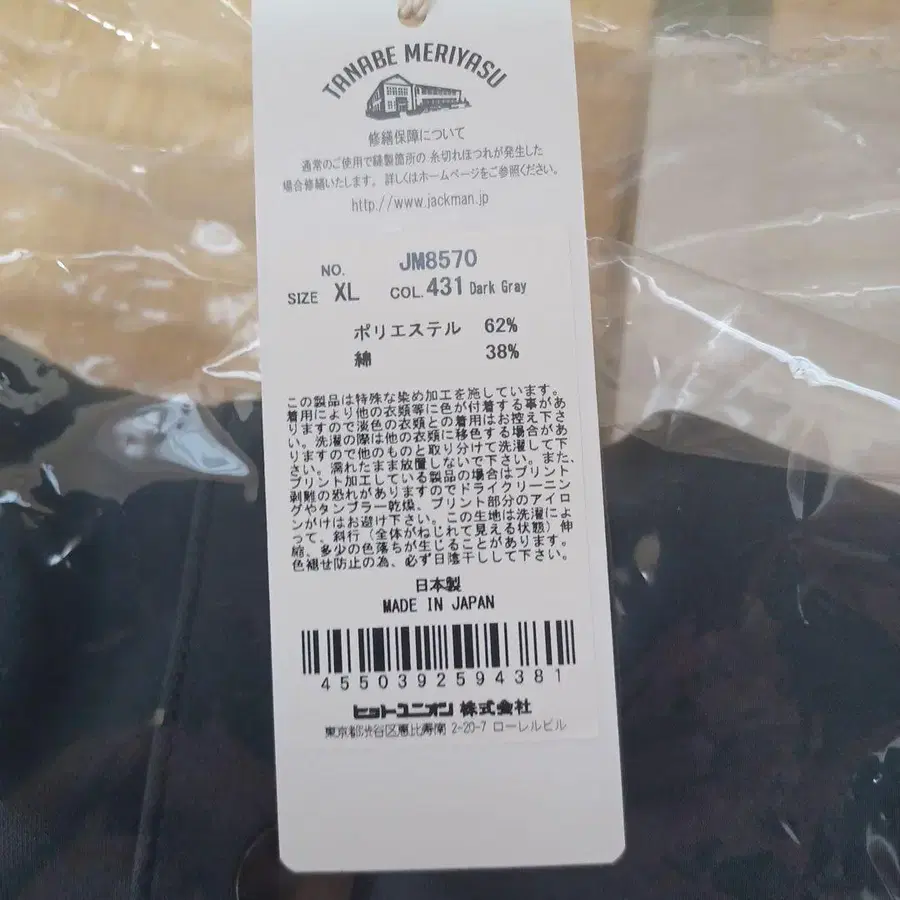 TANABE MERIYASU
修繕保障について
通常のご使用で縫製箇所の糸切れほつれが発生した
場合修繕いたします。詳しくはホームページをご参照ください。
http://www.jackman.jp
NO. JM8570
SIZE XL COL. 431 Dark Gray
ポリエステル 62%
綿 38%
この製品は特殊な染め加工を施しています。
着用により他の衣類等に色が付着する事があ
りますので淡色の衣類との着用はお控え下さ
い。洗濯の際は他の衣類に移色する場合があ
りますので他のものと取り分けて洗濯して下
さい。濡れたまま放置しないで下さい。また、
プリント加工している製品の場合はプリント
剥離の恐れがありますのでドライクリーニン
グやタンブラー乾燥、プリント部分のアイロ
ンがけはお避け下さい。この生地は洗濯によ
って、斜行（全体がねじれて見える状態）伸
縮、多少の色落ちが生じることがあります。
色褪せ防止の為、必ず日陰干しして下さい。
日本製
MADE IN JAPAN
4550392594381
ヒョトユニオン 株式会社
東京都渋谷区恵比寿南 2-20-7 ローレルビル